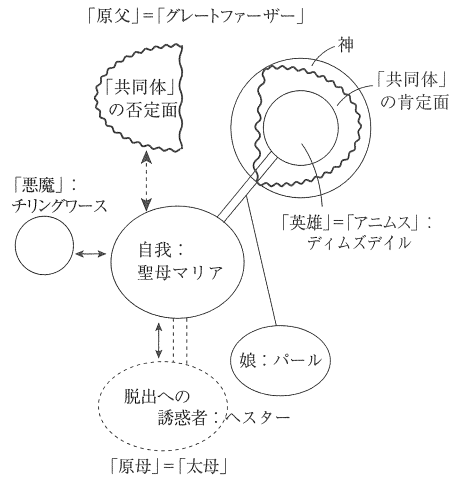 「原父」＝「グレートファーザー」
神
「共同体」
の否定面
「共同体」
の肯定面
「悪魔」：
チリングワース
「英雄」＝「アニムス」：
ディムズデイル
自我：
聖母マリア
娘：パール
脱出への
誘惑者：ヘスター
「原母」＝「太母」